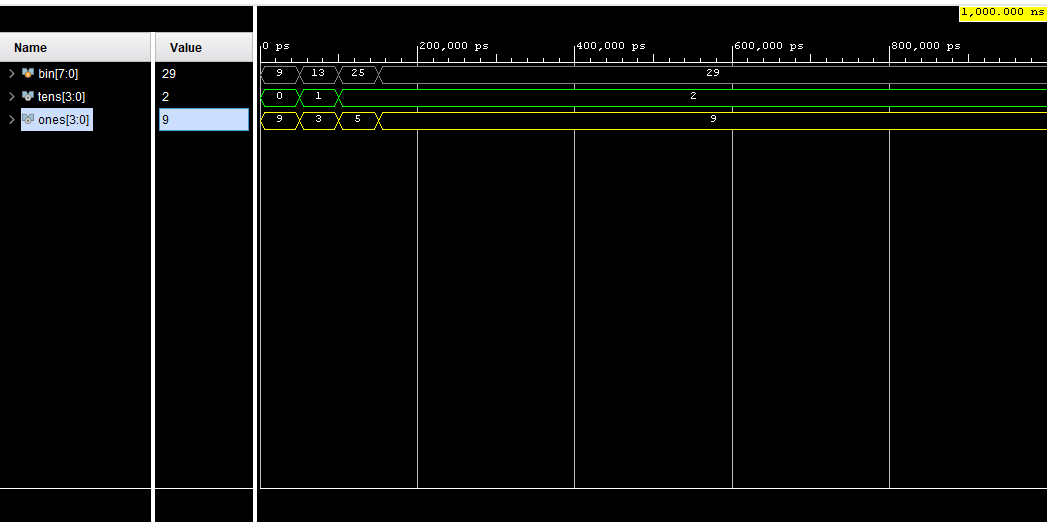 1,000.000 ns
Name Value
0 ps 200,000 ps 400,000 ps 600,000 ps 800,000 ps
bin[7:0] 29 9 13 25 29
tens[3:0] 2 0 1 2
ones[3:0] 9 9 3 5 9